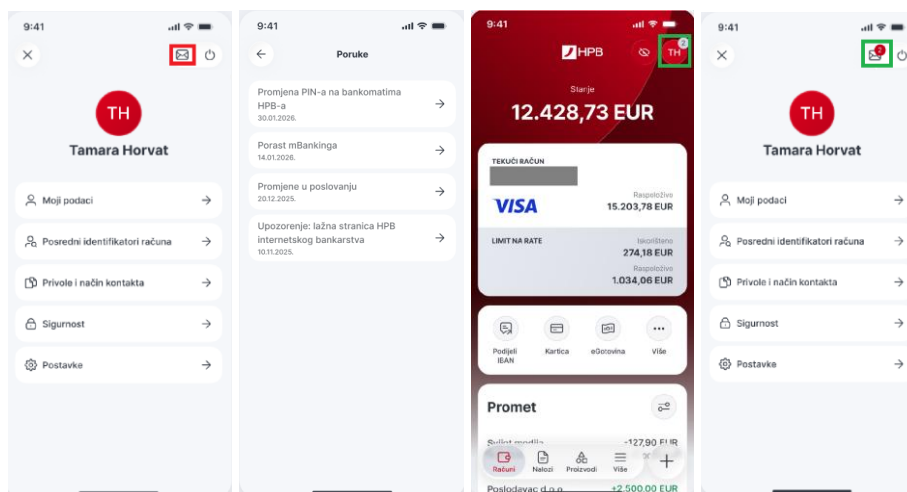 9:41
TH
Tamara Horvat
Moji podaci
Posredni identifikatori računa
Privole i način kontakta
Sigurnost
Postavke
9:41
Poruke
Promjena PIN-a na bankomatima
HPB-a
30.01.2026.
Porast mBankinga
14.01.2026.
Promjene u poslovanju
20.12.2025.
Upozorenje: lažna stranica HPB
internetskog bankarstva
10.11.2025.
9:41
HPB
TH
2
Stanje
12.428,73 EUR
TEKUĆI RAČUN
VISA
Raspoloživo
15.203,78 EUR
LIMIT NA RATE
Iskorišteno
274,18 EUR
Raspoloživo
1.034,06 EUR
Podijeli
IBAN
Kartica
eGotovina
Više
Promet
-127,90 EUR
Računi
Nalozi
Proizvodi
Više
Poslodavac d.o.o.
+2.500,00 EUR
9:41
2
TH
Tamara Horvat
Moji podaci
Posredni identifikatori računa
Privole i način kontakta
Sigurnost
Postavke